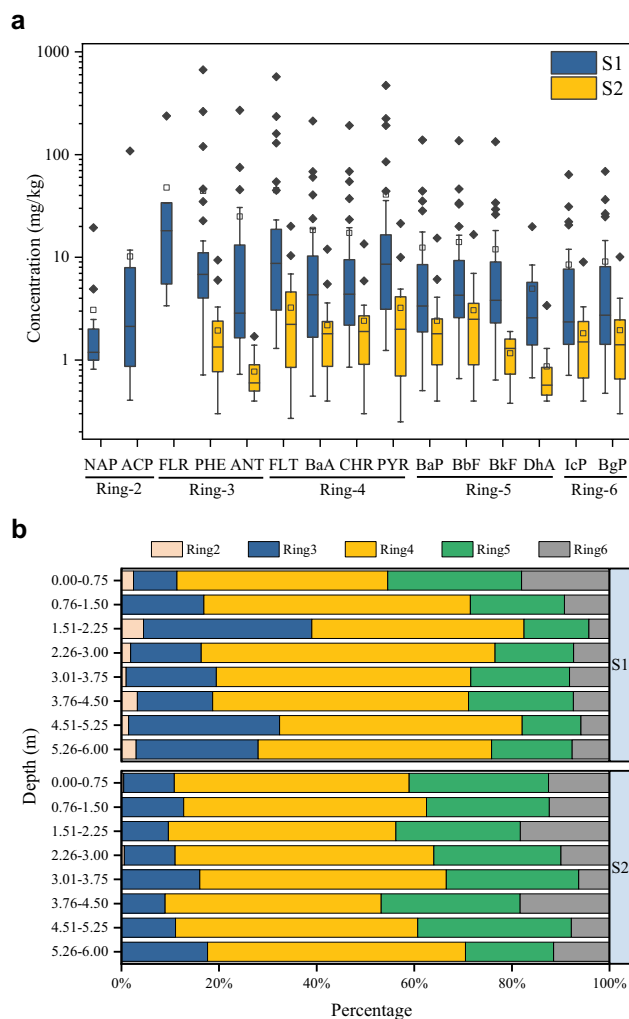 a
1000
100
10
1
Concentration (mg/kg)
S1
S2
NAP ACP FLR PHE ANT FLT BaA CHR PYR BaP BbF BkF DhA IcP BgP
Ring-2 Ring-3 Ring-4 Ring-5 Ring-6
b
Ring2 Ring3 Ring4 Ring5 Ring6
Depth (m)
0.00-0.75
0.76-1.50
1.51-2.25
2.26-3.00
3.01-3.75
3.76-4.50
4.51-5.25
5.26-6.00
S1
0.00-0.75
0.76-1.50
1.51-2.25
2.26-3.00
3.01-3.75
3.76-4.50
4.51-5.25
5.26-6.00
S2
0% 20% 40% 60% 80% 100%
Percentage